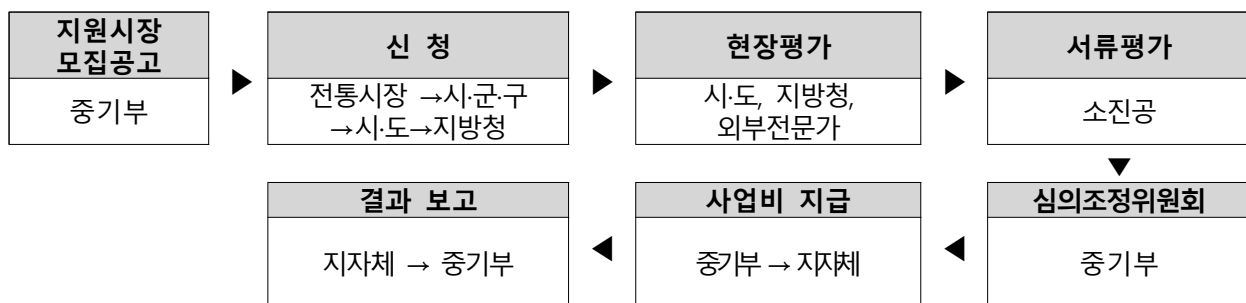 지원시장
모집공고
중기부
▶
신 청
전통시장 →시·군·구
→시·도→지방청
▶
현장평가
시·도, 지방청,
외부전문가
▶
서류평가
소진공
▼
심의조정위원회
중기부
◀
사업비 지급
중기부 → 지자체
◀
결과 보고
지자체 → 중기부